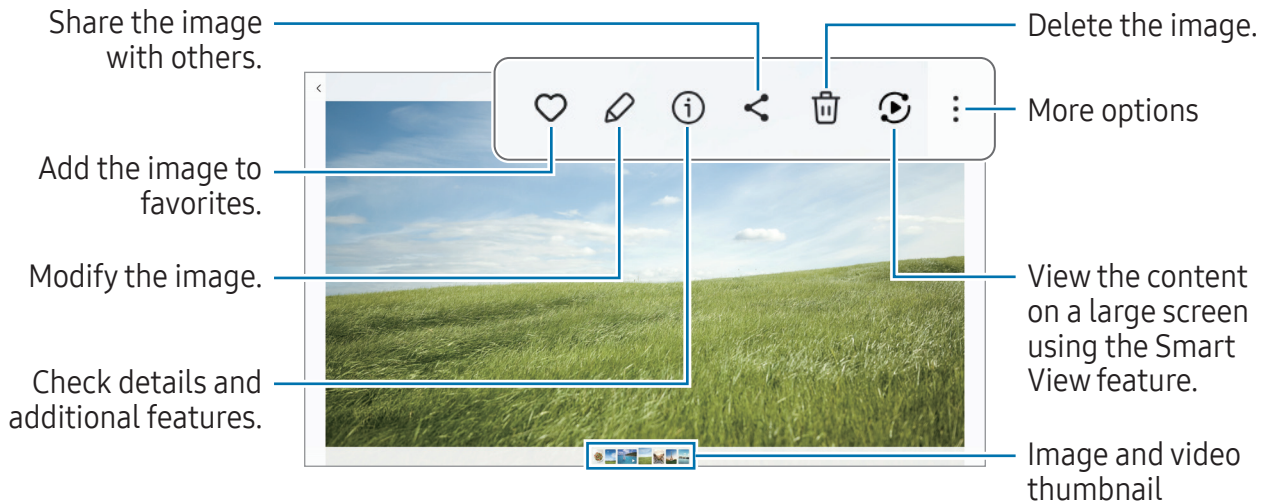 Share the image
with others.
Add the image to
favorites.
Modify the image.
Check details and
additional features.
Delete the image.
More options
View the content
on a large screen
using the Smart
View feature.
Image and video
thumbnail